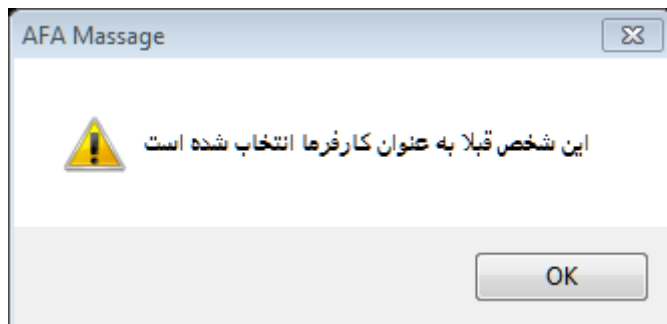 AFA Massage
این شخص قبلا به عنوان کارفرما انتخاب شده است
OK